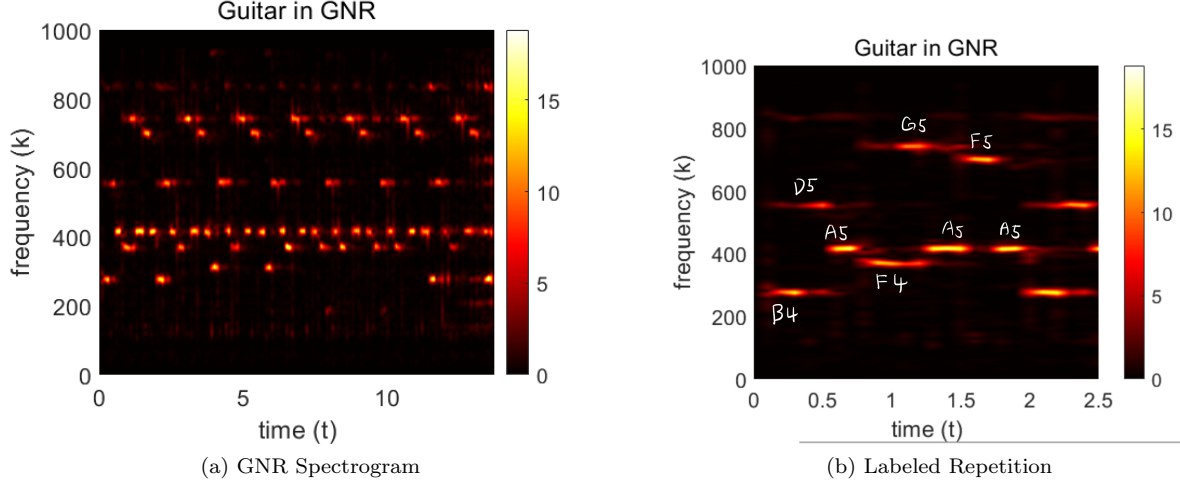 Guitar in GNR
1000
800
600
400
200
0
frequency (k)
0
5
10
time (t)
15
10
5
0
(a) GNR Spectrogram
Guitar in GNR
1000
800
600
400
200
0
frequency (k)
G5
F5
D5
A5
A5
A5
F4
B4
0
0.5
1
1.5
2
2.5
time (t)
15
10
5
0
(b) Labeled Repetition